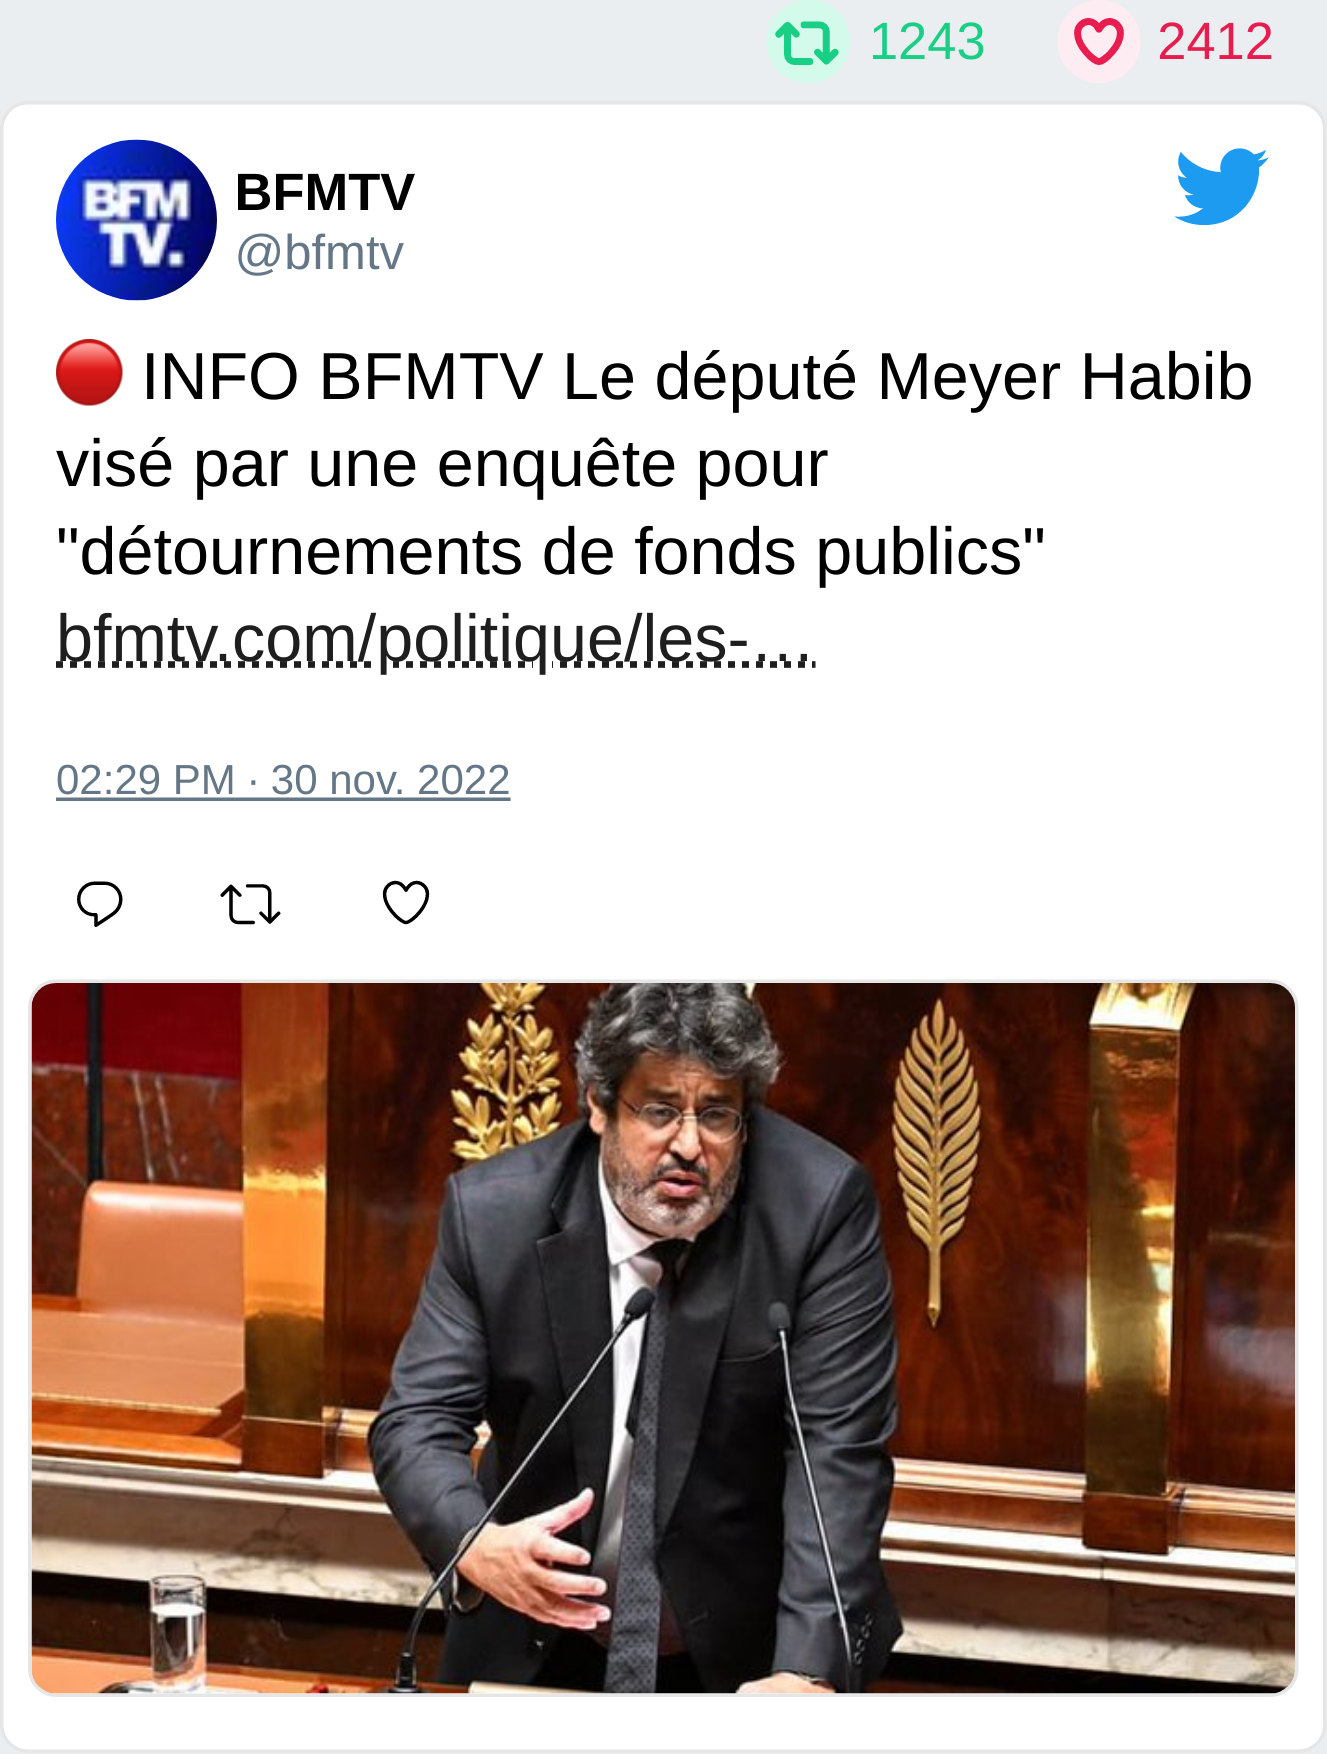 1243 2412
BFM
TV.
BFMTV
@bfmtv
🔴 INFO BFMTV Le député Meyer Habib
visé par une enquête pour
"détournements de fonds publics"
bfmtv.com/politique/les-…
02:29 PM · 30 nov. 2022